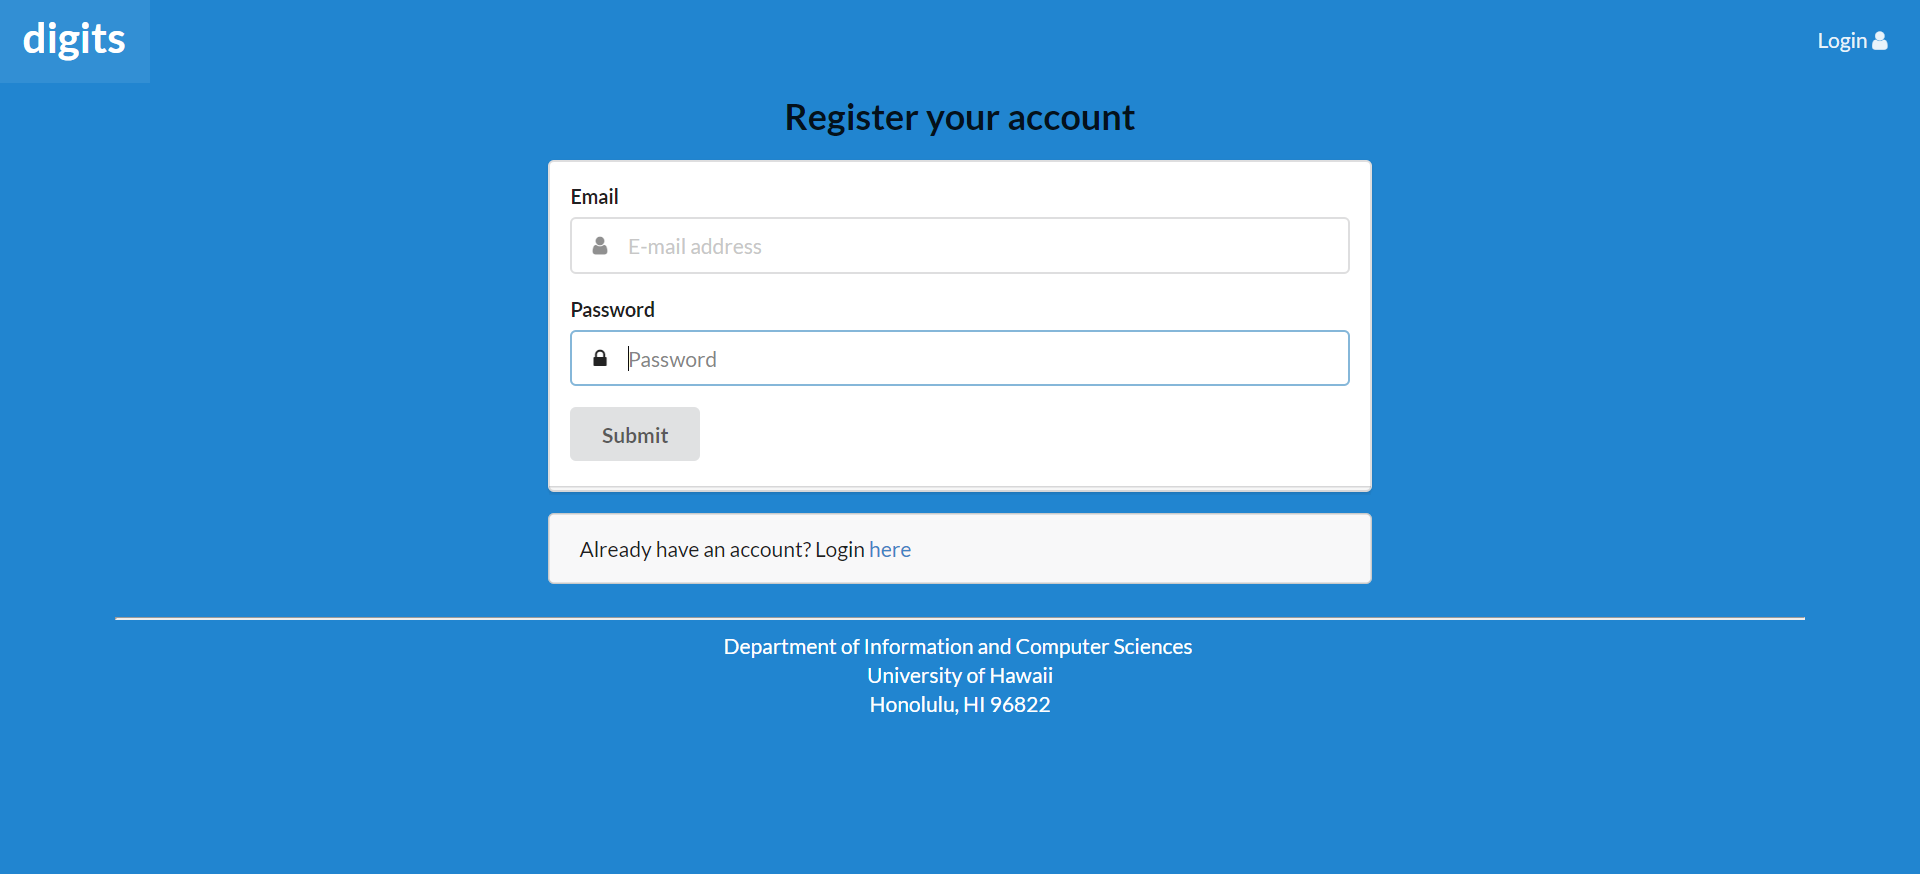 digits
Login
Register your account
Email
E-mail address
Password
Password
Submit
Already have an account? Login here
Department of Information and Computer Sciences
University of Hawaii
Honolulu, HI 96822